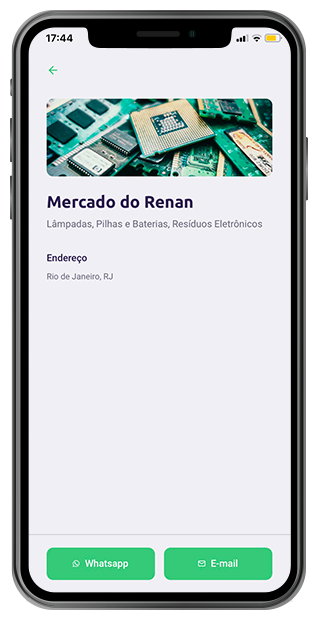 17:44
Mercado do Renan
Lâmpadas, Pilhas e Baterias, Resíduos Eletrônicos
Endereço
Rio de Janeiro, RJ
Whatsapp
E-mail